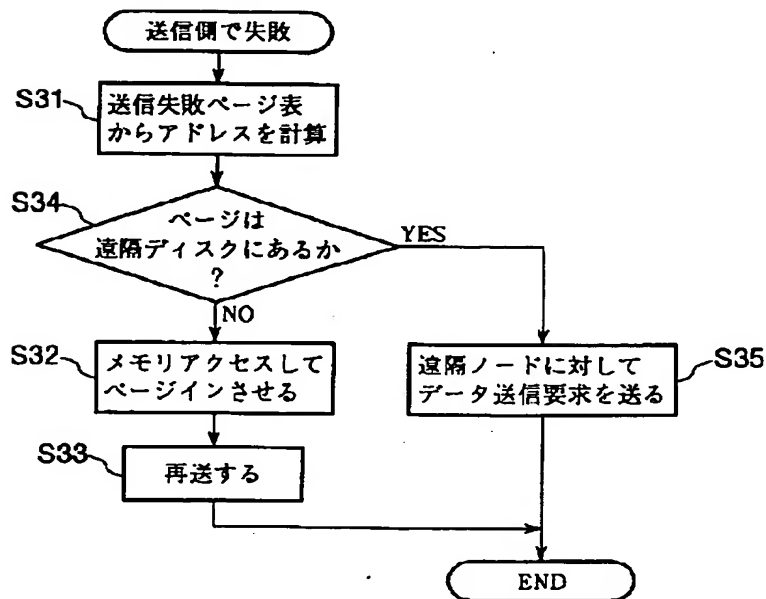 送信側で失敗
S31
送信失敗ページ表
からアドレスを計算
S34
ページは
遠隔ディスクにあるか
?
YES
NO
S32
メモリアクセスして
ページインさせる
遠隔ノードに対して
データ送信要求を送る
S35
S33
再送する
END